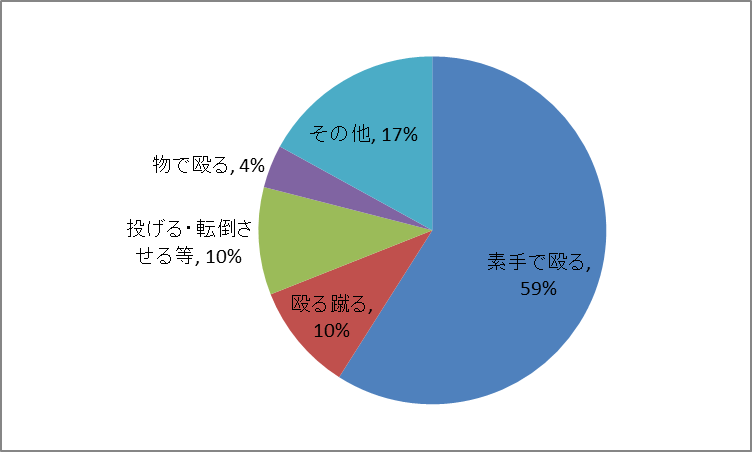 その他, 17%
物で殴る, 4%
投げる・転倒さ
せる等, 10%
殴る蹴る,
10%
素手で殴る,
59%